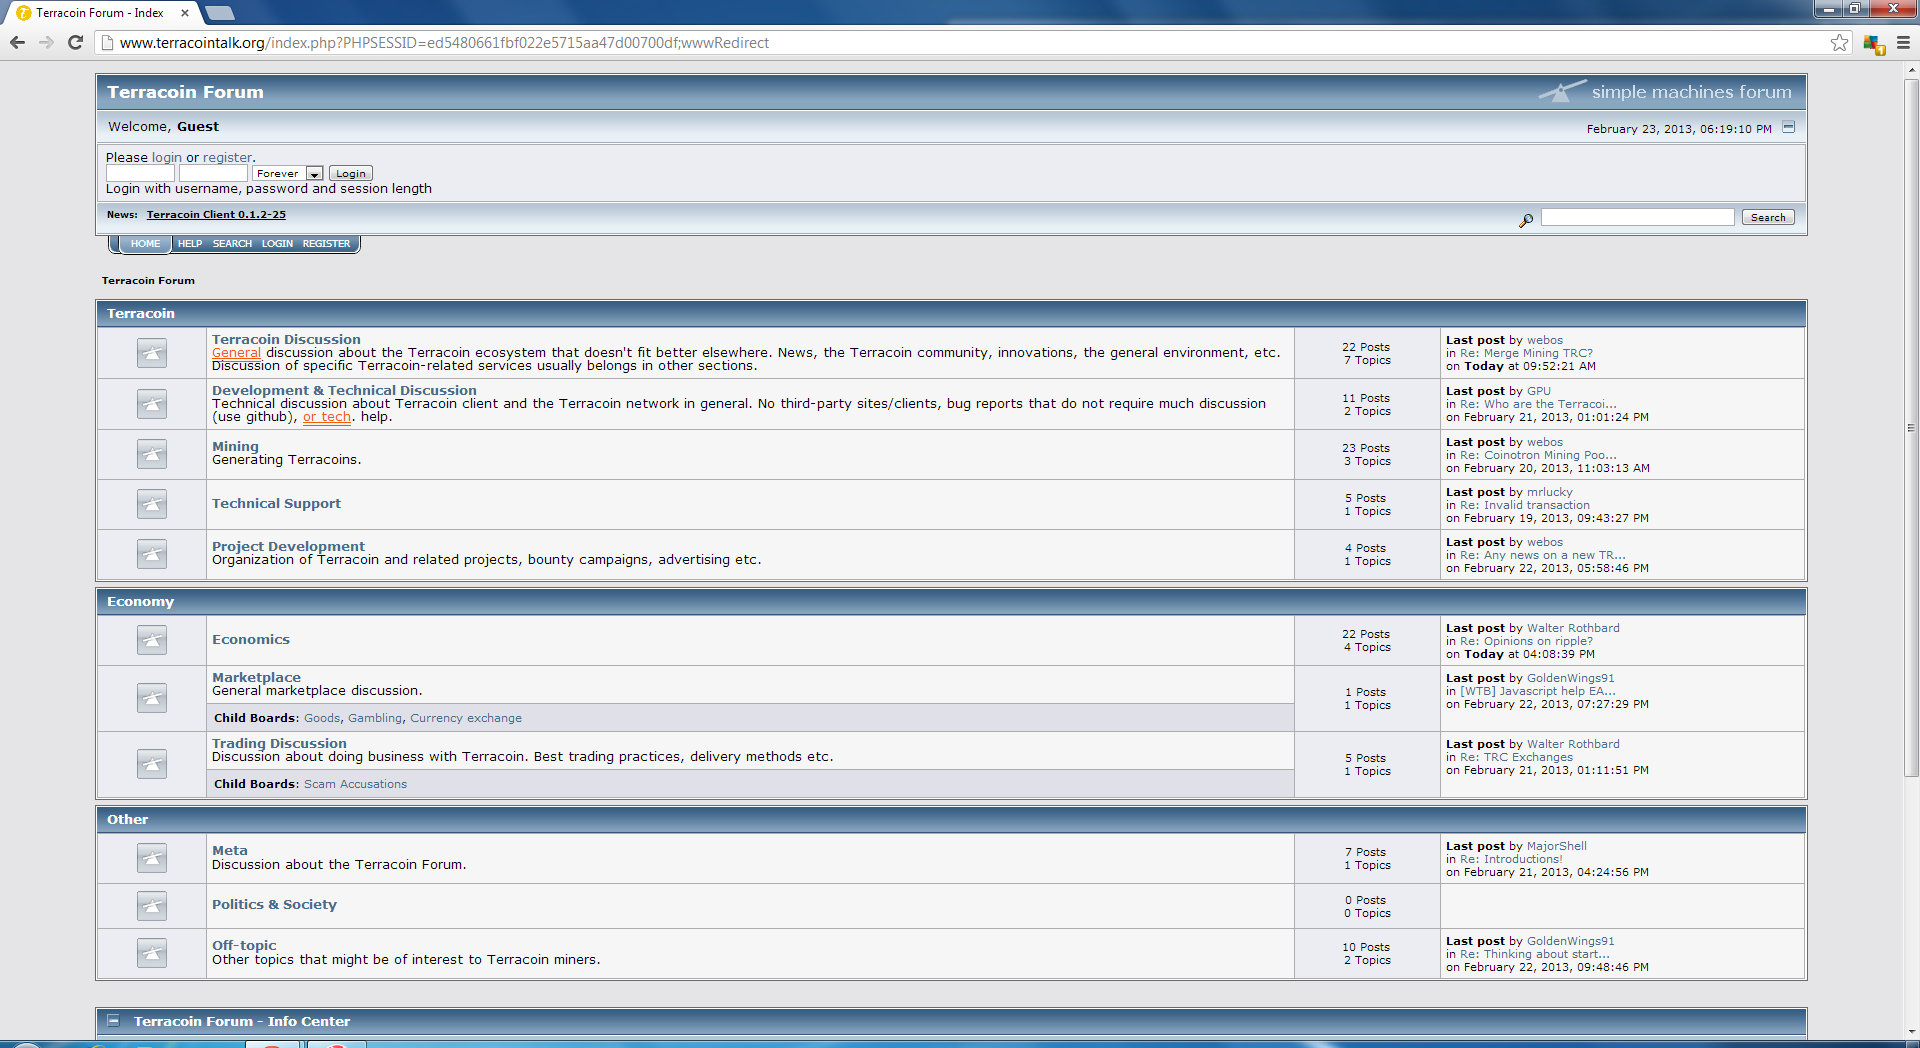 Terracoin Forum - Index
www.terracointalk.org/index.php?PHPSESSID=ed5480661fbf022e5715aa47d00700df;wwwRedirect
Terracoin Forum
simple machines forum
Welcome, Guest
February 23, 2013, 06:19:10 PM
Please login or register.
Forever
Login
Login with username, password and session length
News: Terracoin Client 0.1.2-25
Search
HOME HELP SEARCH LOGIN REGISTER
Terracoin Forum
Terracoin
Terracoin Discussion
General discussion about the Terracoin ecosystem that doesn't fit better elsewhere. News, the Terracoin community, innovations, the general environment, etc.
Discussion of specific Terracoin-related services usually belongs in other sections.
22 Posts
7 Topics
Last post by webos
in Re: Merge Mining TRC?
on Today at 09:52:21 AM
Development & Technical Discussion
Technical discussion about Terracoin client and the Terracoin network in general. No third-party sites/clients, bug reports that do not require much discussion
(use github), or tech. help.
11 Posts
2 Topics
Last post by GPU
in Re: Who are the Terracoi...
on February 21, 2013, 01:01:24 PM
Mining
Generating Terracoins.
23 Posts
3 Topics
Last post by webos
in Re: Coinotron Mining Poo...
on February 20, 2013, 11:03:13 AM
Technical Support
5 Posts
1 Topics
Last post by mrlucky
in Re: Invalid transaction
on February 19, 2013, 09:43:27 PM
Project Development
Organization of Terracoin and related projects, bounty campaigns, advertising etc.
4 Posts
1 Topics
Last post by webos
in Re: Any news on a new TR...
on February 22, 2013, 05:58:46 PM
Economy
Economics
22 Posts
4 Topics
Last post by Walter Rothbard
in Re: Opinions on ripple?
on Today at 04:08:39 PM
Marketplace
General marketplace discussion.
Child Boards: Goods, Gambling, Currency exchange
1 Posts
1 Topics
Last post by GoldenWings91
in [WTB] Javascript help EA...
on February 22, 2013, 07:27:29 PM
Trading Discussion
Discussion about doing business with Terracoin. Best trading practices, delivery methods etc.
Child Boards: Scam Accusations
5 Posts
1 Topics
Last post by Walter Rothbard
in Re: TRC Exchanges
on February 21, 2013, 01:11:51 PM
Other
Meta
Discussion about the Terracoin Forum.
7 Posts
1 Topics
Last post by MajorShell
in Re: Introductions!
on February 21, 2013, 04:24:56 PM
Politics & Society
0 Posts
0 Topics
Off-topic
Other topics that might be of interest to Terracoin miners.
10 Posts
2 Topics
Last post by GoldenWings91
in Re: Thinking about start...
on February 22, 2013, 09:48:46 PM
Terracoin Forum - Info Center